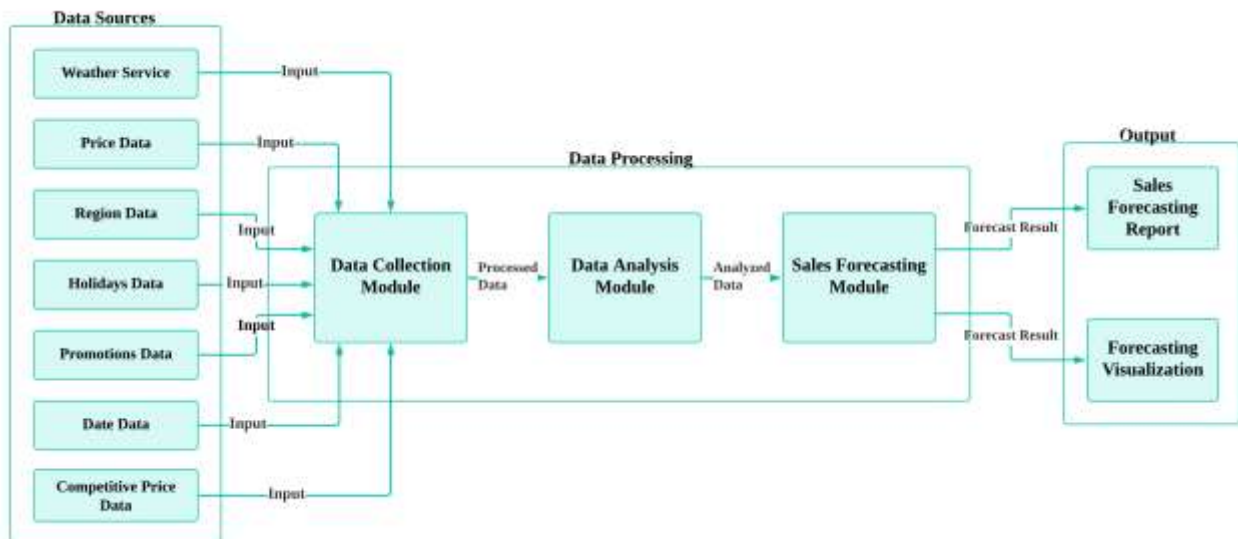 Data Sources
Weather Service
Input
Price Data
Input
Region Data
Input
Holidays Data
Input
Promotions Data
Input
Date Data
Input
Competitive Price
Data
Input
Data Processing
Data Collection
Module
Processed
Data
Data Analysis
Module
Analyzed
Data
Sales Forecasting
Module
Forecast Result
Forecast Result
Output
Sales
Forecasting
Report
Forecasting
Visualization